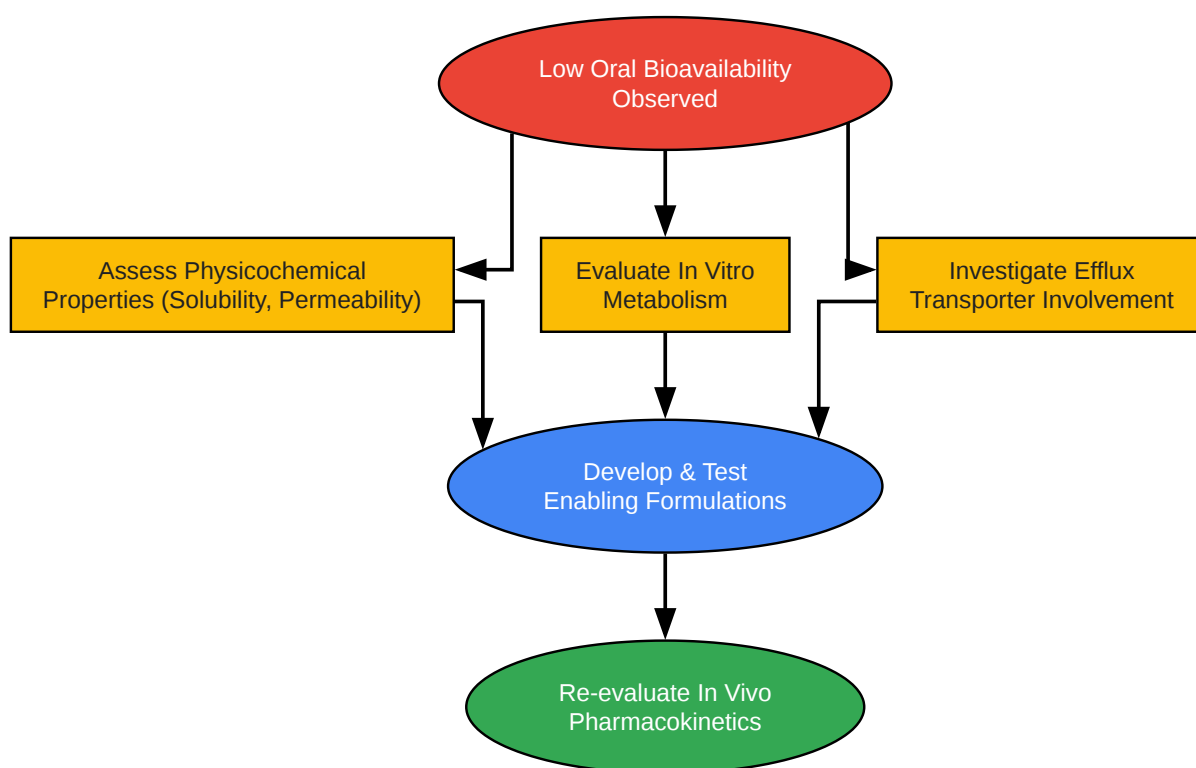 Low Oral Bioavailability
Observed
Assess Physicochemical
Properties (Solubility, Permeability)
Evaluate In Vitro
Metabolism
Investigate Efflux
Transporter Involvement
Develop & Test
Enabling Formulations
Re-evaluate In Vivo
Pharmacokinetics